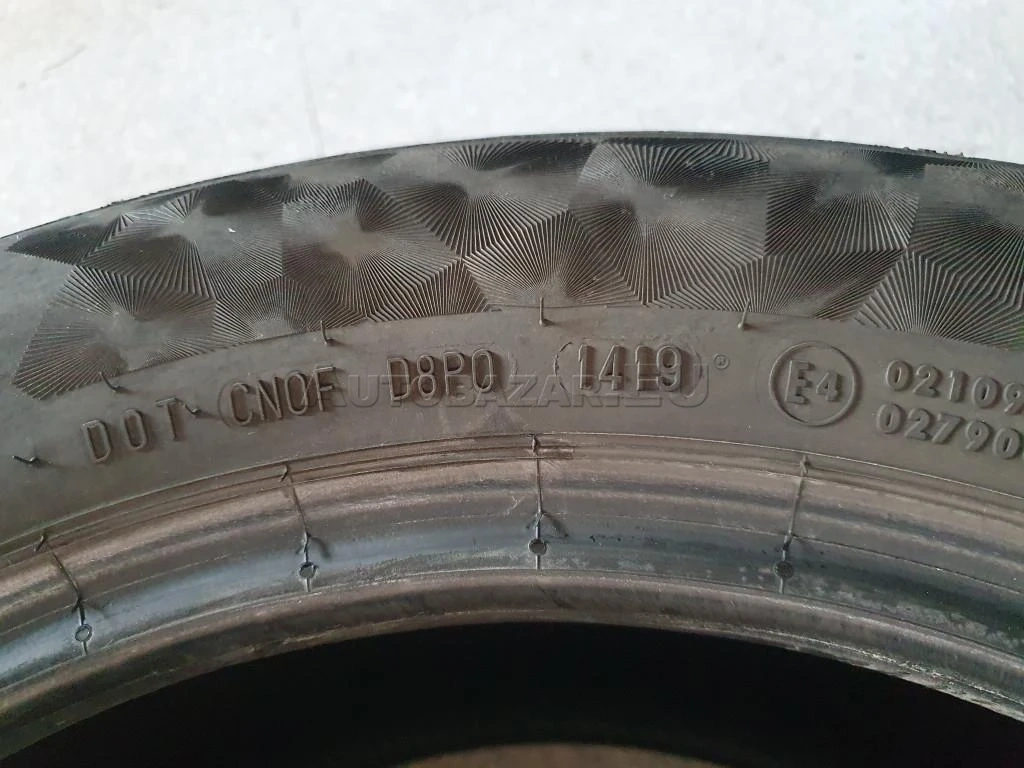 DOT CN0F D8P0 1419
E4
02109
02790
AUTOBAZAR.EU®